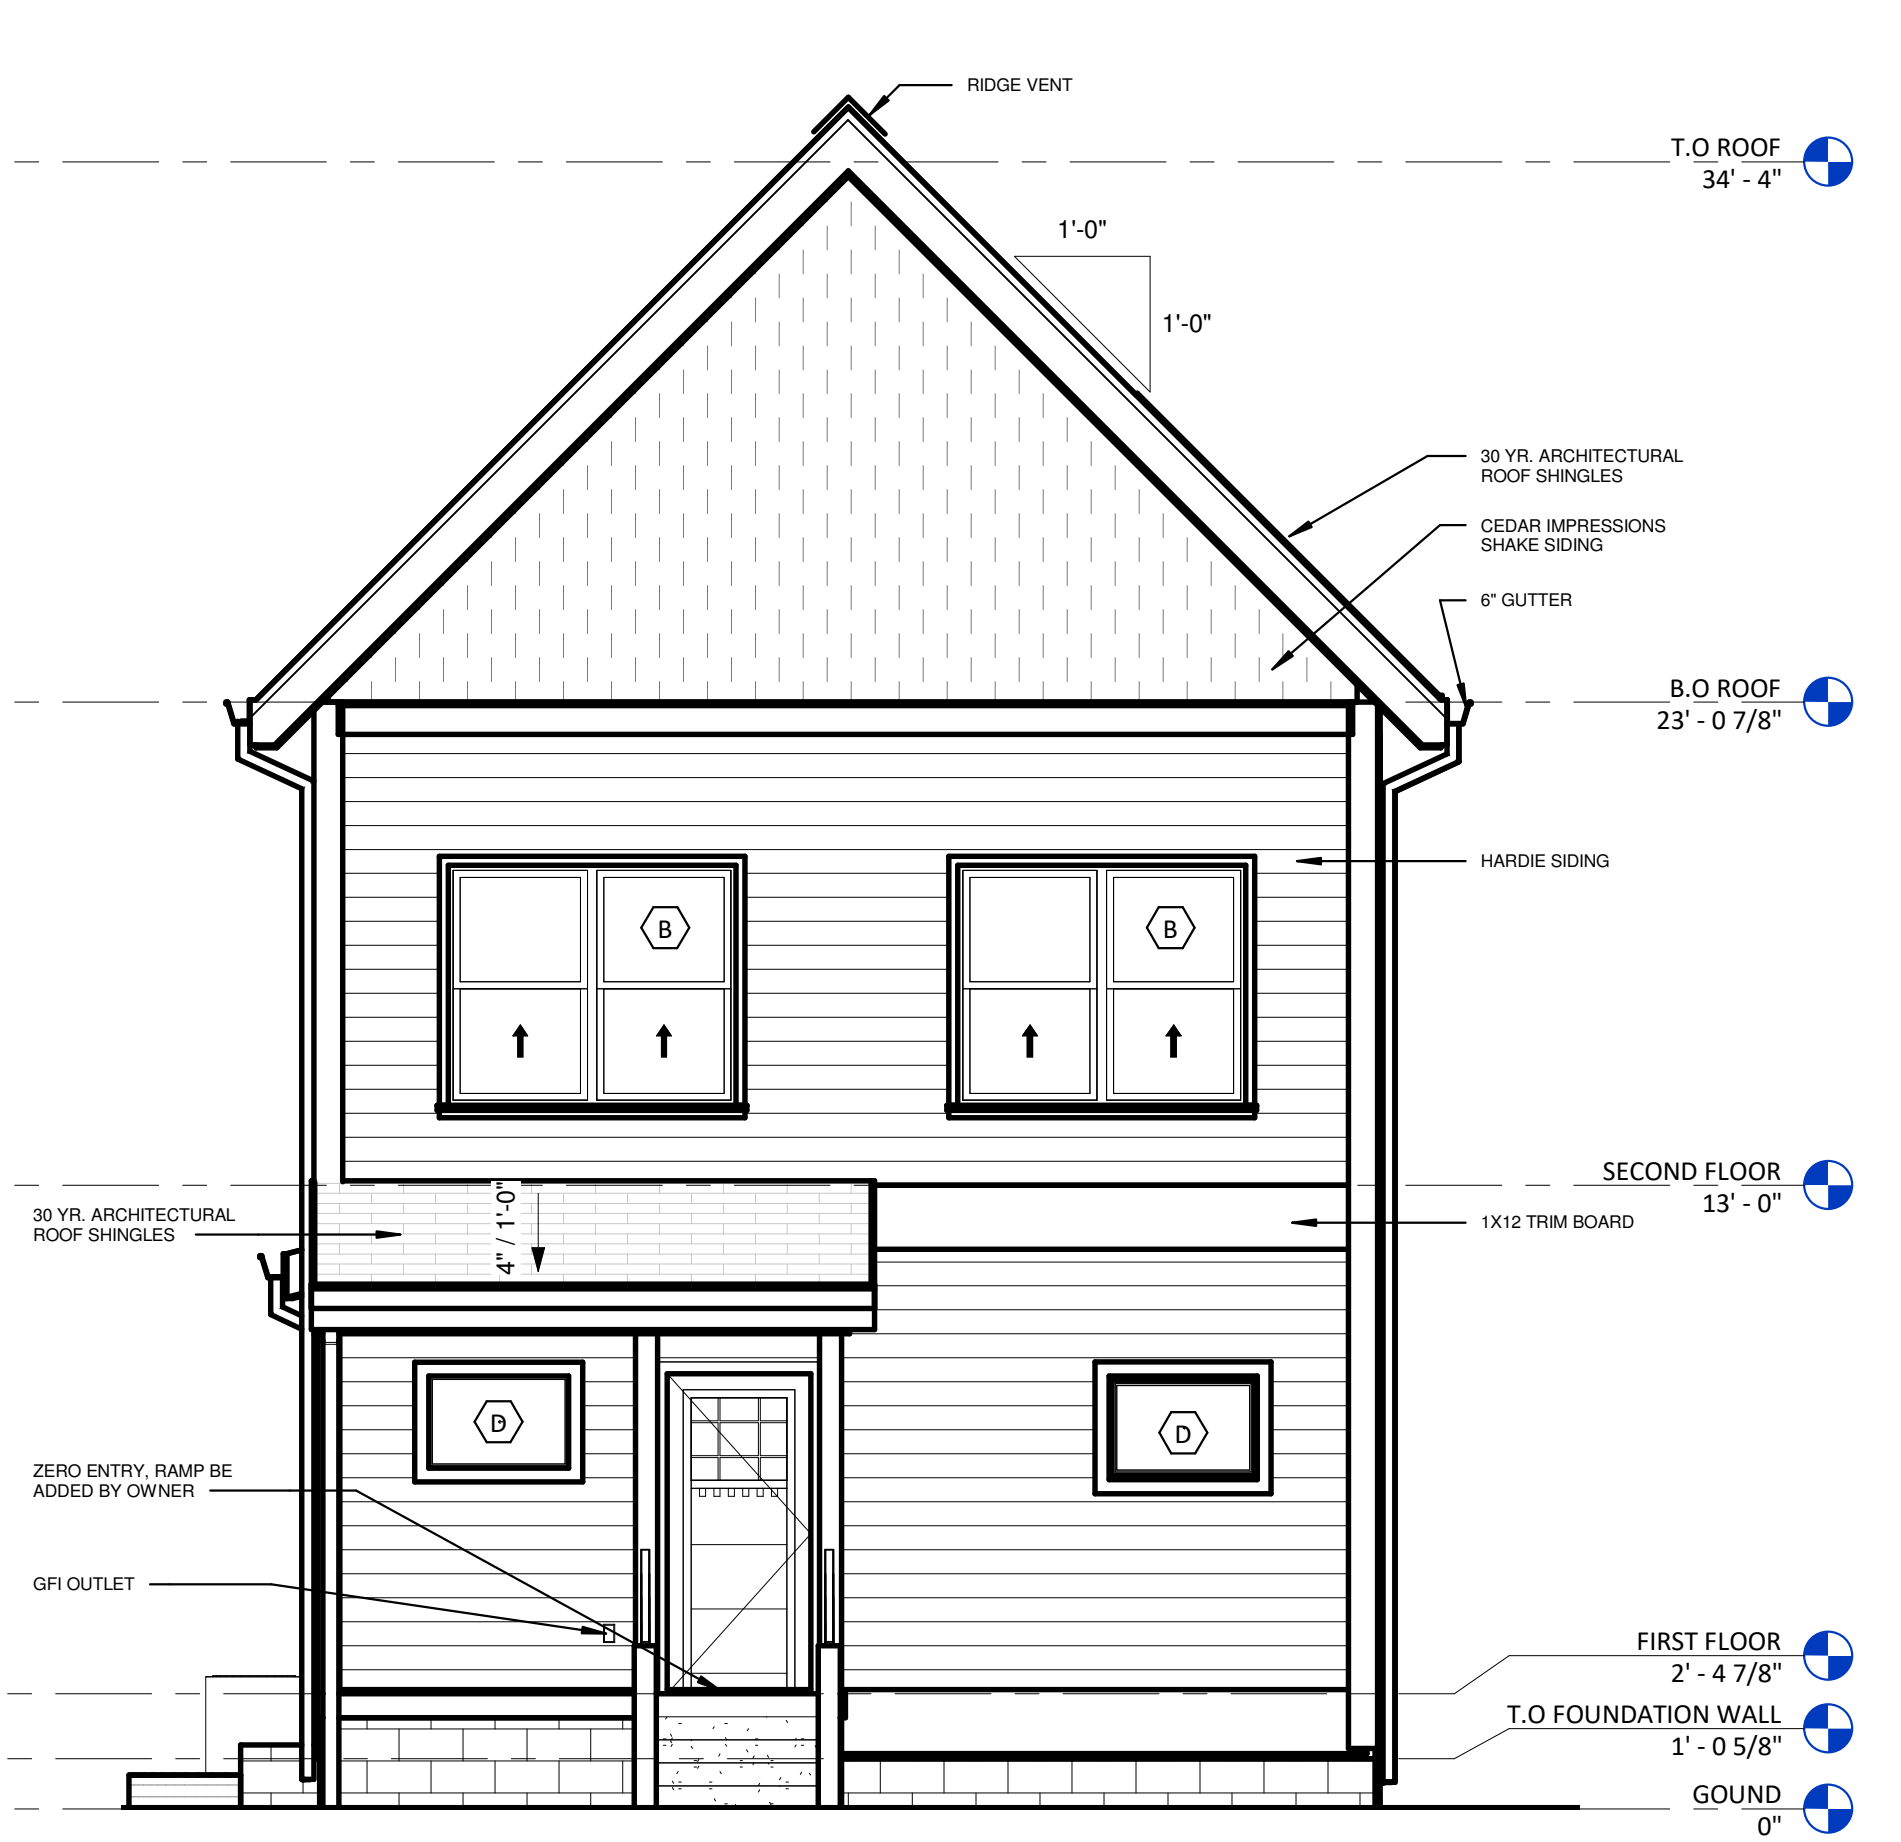 RIDGE VENT
T.O ROOF
34' - 4"
1'-0"
1'-0"
30 YR. ARCHITECTURAL
ROOF SHINGLES
CEDAR IMPRESSIONS
SHAKE SIDING
6" GUTTER
B.O ROOF
23' - 0 7/8"
HARDIE SIDING
B
B
SECOND FLOOR
13' - 0"
30 YR. ARCHITECTURAL
ROOF SHINGLES
4" / 1'-0"
1X12 TRIM BOARD
D
D
ZERO ENTRY, RAMP BE
ADDED BY OWNER
GFI OUTLET
FIRST FLOOR
2' - 4 7/8"
T.O FOUNDATION WALL
1' - 0 5/8"
GOUND
0"